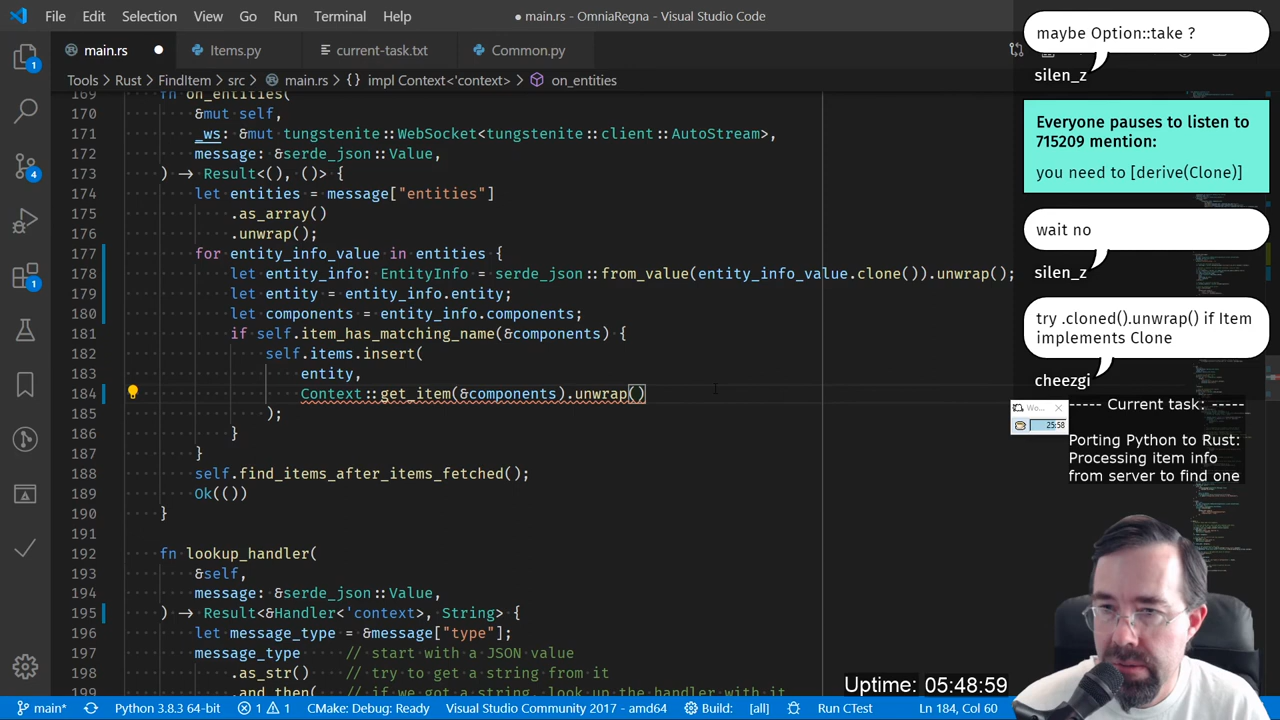 File Edit Selection View Go Run Terminal Help
● main.rs - OmniaRegna - Visual Studio Code
main.rs ●
Items.py
current-task.txt
Common.py
Tools > Rust > FindItem > src > main.rs > {} impl Context<'context> > on_entities
169 fn on_entities(
170 &mut self,
171 _ws: &mut tungstenite::WebSocket<tungstenite::client::AutoStream>,
172 message: &serde_json::Value,
173 ) -> Result<(), ()> {
174 let entities = message["entities"]
175 .as_array()
176 .unwrap();
177 for entity_info_value in entities {
178 let entity_info: EntityInfo = serde_json::from_value(entity_info_value.clone()).unwrap();
179 let entity = entity_info.entity;
180 let components = entity_info.components;
181 if self.item_has_matching_name(&components) {
182 self.items.insert(
183 entity,
184 Context::get_item(&components).unwrap()
185 );
186 }
187 }
188 self.find_items_after_items_fetched();
189 Ok(())
190 }
191
192 fn lookup_handler(
193 &self,
194 message: &serde_json::Value,
195 ) -> Result<&Handler<'context>, String> {
196 let message_type = &message["type"];
197 message_type // start with a JSON value
198 .as_str() // try to get a string from it
199 .and_then( // if we got a string, look up the handler with it
maybe Option::take ?
silen_z
Everyone pauses to listen to
715209 mention:
you need to [derive(Clone)]
wait no
silen_z
try .cloned().unwrap() if Item
implements Clone
cheezgi
Wo...
25:58
----- Current task: -----
Porting Python to Rust:
Processing item info
from server to find one
1
4
1
Uptime: 05:48:59
main* Python 3.8.3 64-bit 1 1 CMake: Debug: Ready Visual Studio Community 2017 - amd64 Build: [all] Run CTest Ln 184, Col 60